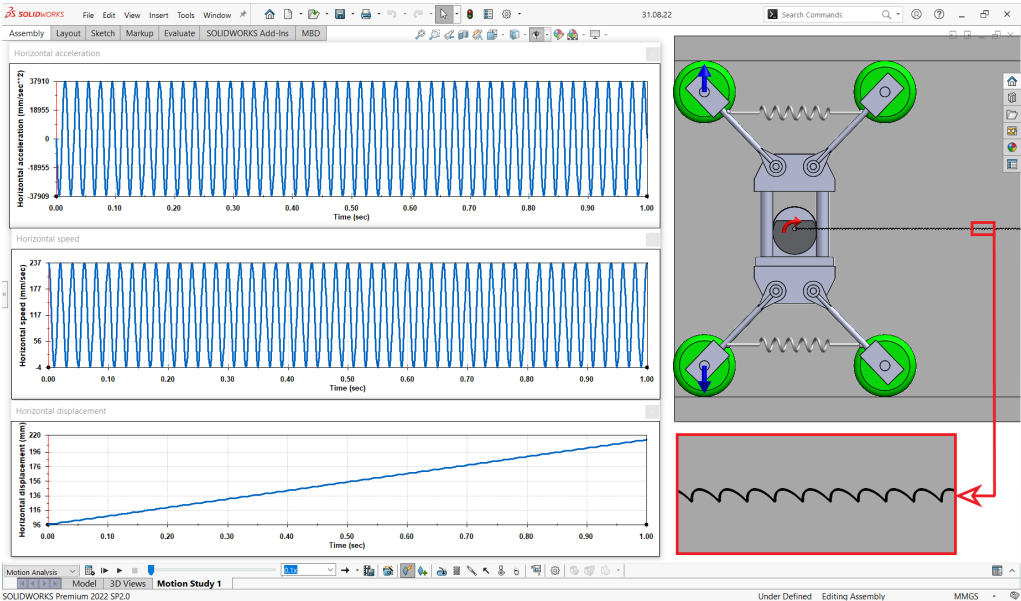 SOLIDWORKS File Edit View Insert Tools Window 31.08.22 Search Commands
Assembly Layout Sketch Markup Evaluate SOLIDWORKS Add-Ins MBD
Horizontal acceleration
Horizontal acceleration (mm/sec**2)
37910
18955
0
-18955
-37909
0.00 0.10 0.20 0.30 0.40 0.50 0.60 0.70 0.80 0.90 1.00
Time (sec)
Horizontal speed
Horizontal speed (mm/sec)
237
177
117
56
-4
0.00 0.10 0.20 0.30 0.40 0.50 0.60 0.70 0.80 0.90 1.00
Time (sec)
Horizontal displacement
Horizontal displacement (mm)
220
196
176
156
136
116
96
0.00 0.10 0.20 0.30 0.40 0.50 0.60 0.70 0.80 0.90 1.00
Time (sec)
Motion Analysis 0.1x
Model 3D Views Motion Study 1
SOLIDWORKS Premium 2022 SP2.0 Under Defined Editing Assembly MMGS